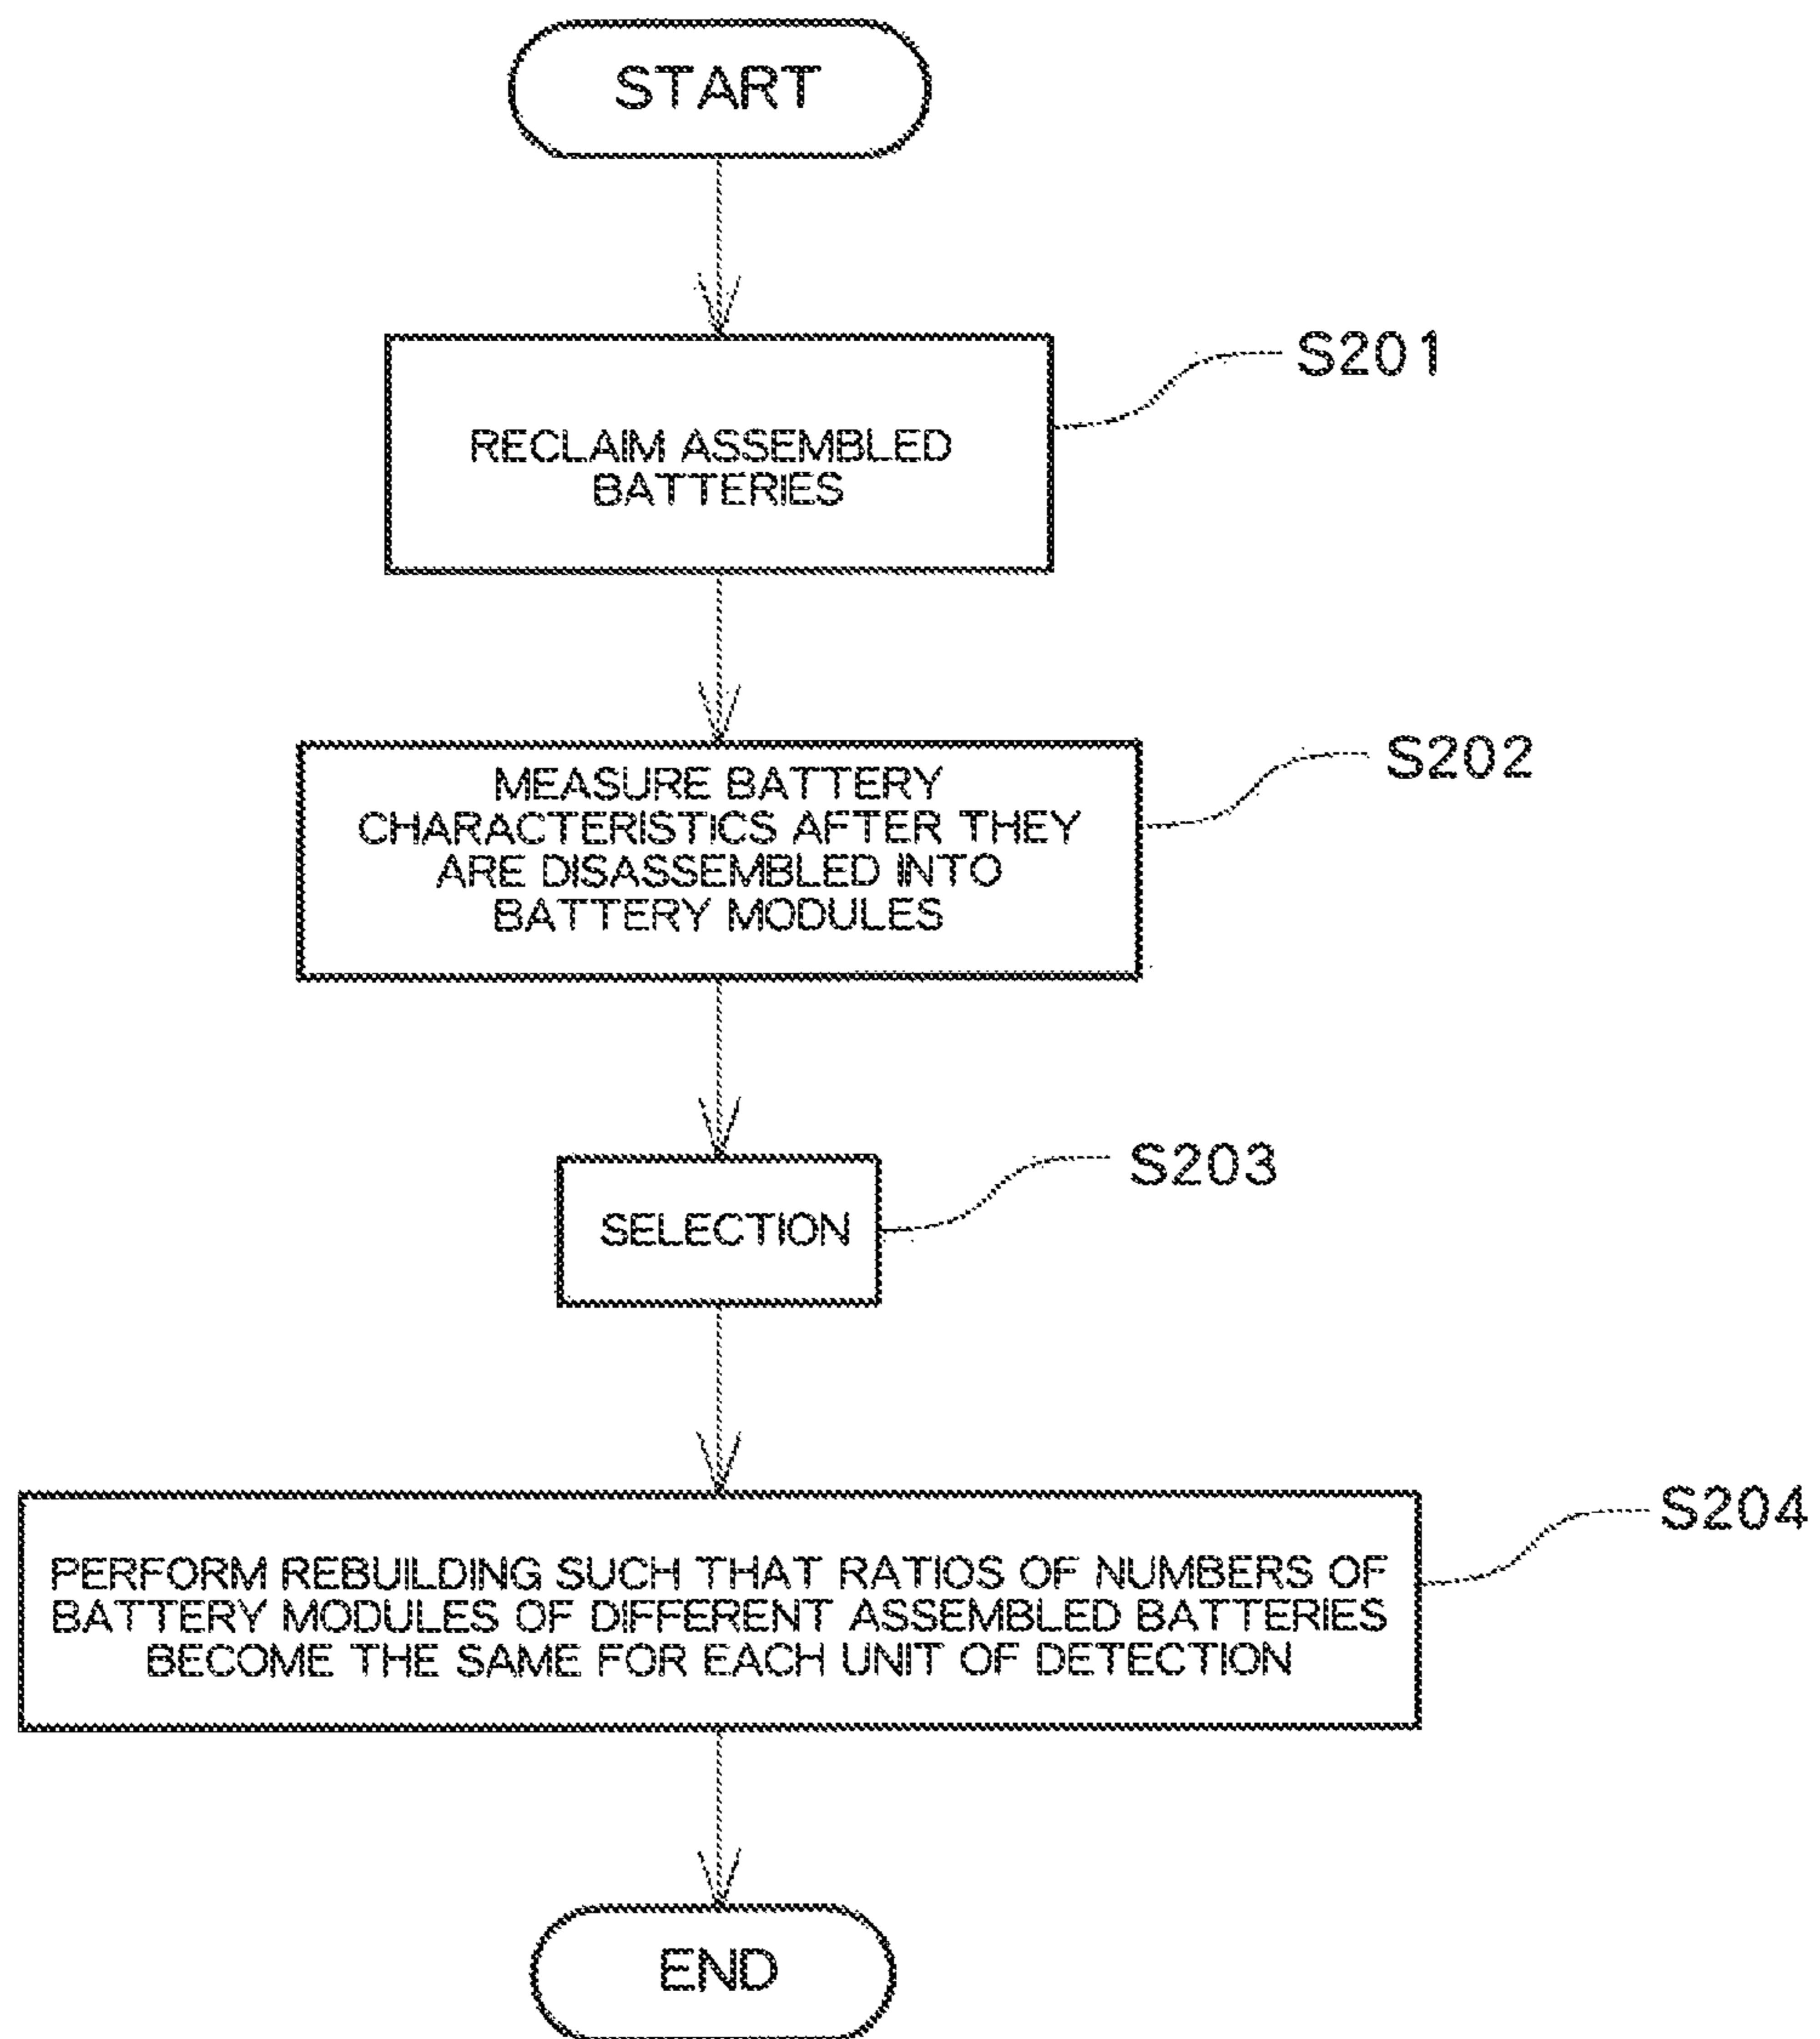 START
S201
RECLAIM ASSEMBLED
BATTERIES
S202
MEASURE BATTERY
CHARACTERISTICS AFTER THEY
ARE DISASSEMBLED INTO
BATTERY MODULES
S203
SELECTION
S204
PERFORM REBUILDING SUCH THAT RATIOS OF NUMBERS OF
BATTERY MODULES OF DIFFERENT ASSEMBLED BATTERIES
BECOME THE SAME FOR EACH UNIT OF DETECTION
END